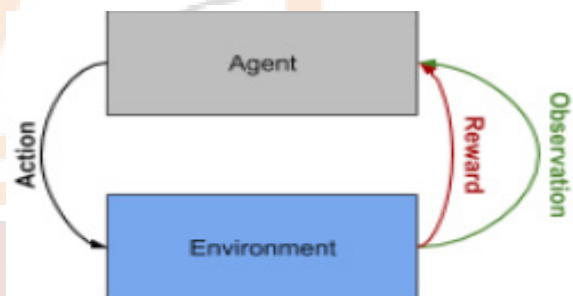 Agent
Action
Reward
Observation
Environment